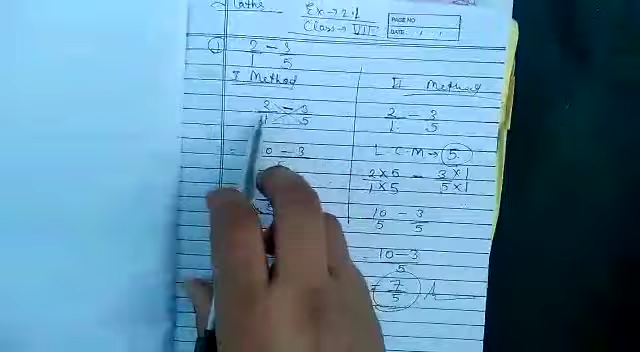 Maths
Ex → 2.1
Class → VII
PAGE NO
DATE: / /
① 2/1 - 3/5
I Method
2/1 - 3/5
= 10 - 3
II Method
2/1 - 3/5
L.C.M → 5
2×5/1×5 - 3×1/5×1
10/5 - 3/5
= 10-3/5
= 7/5